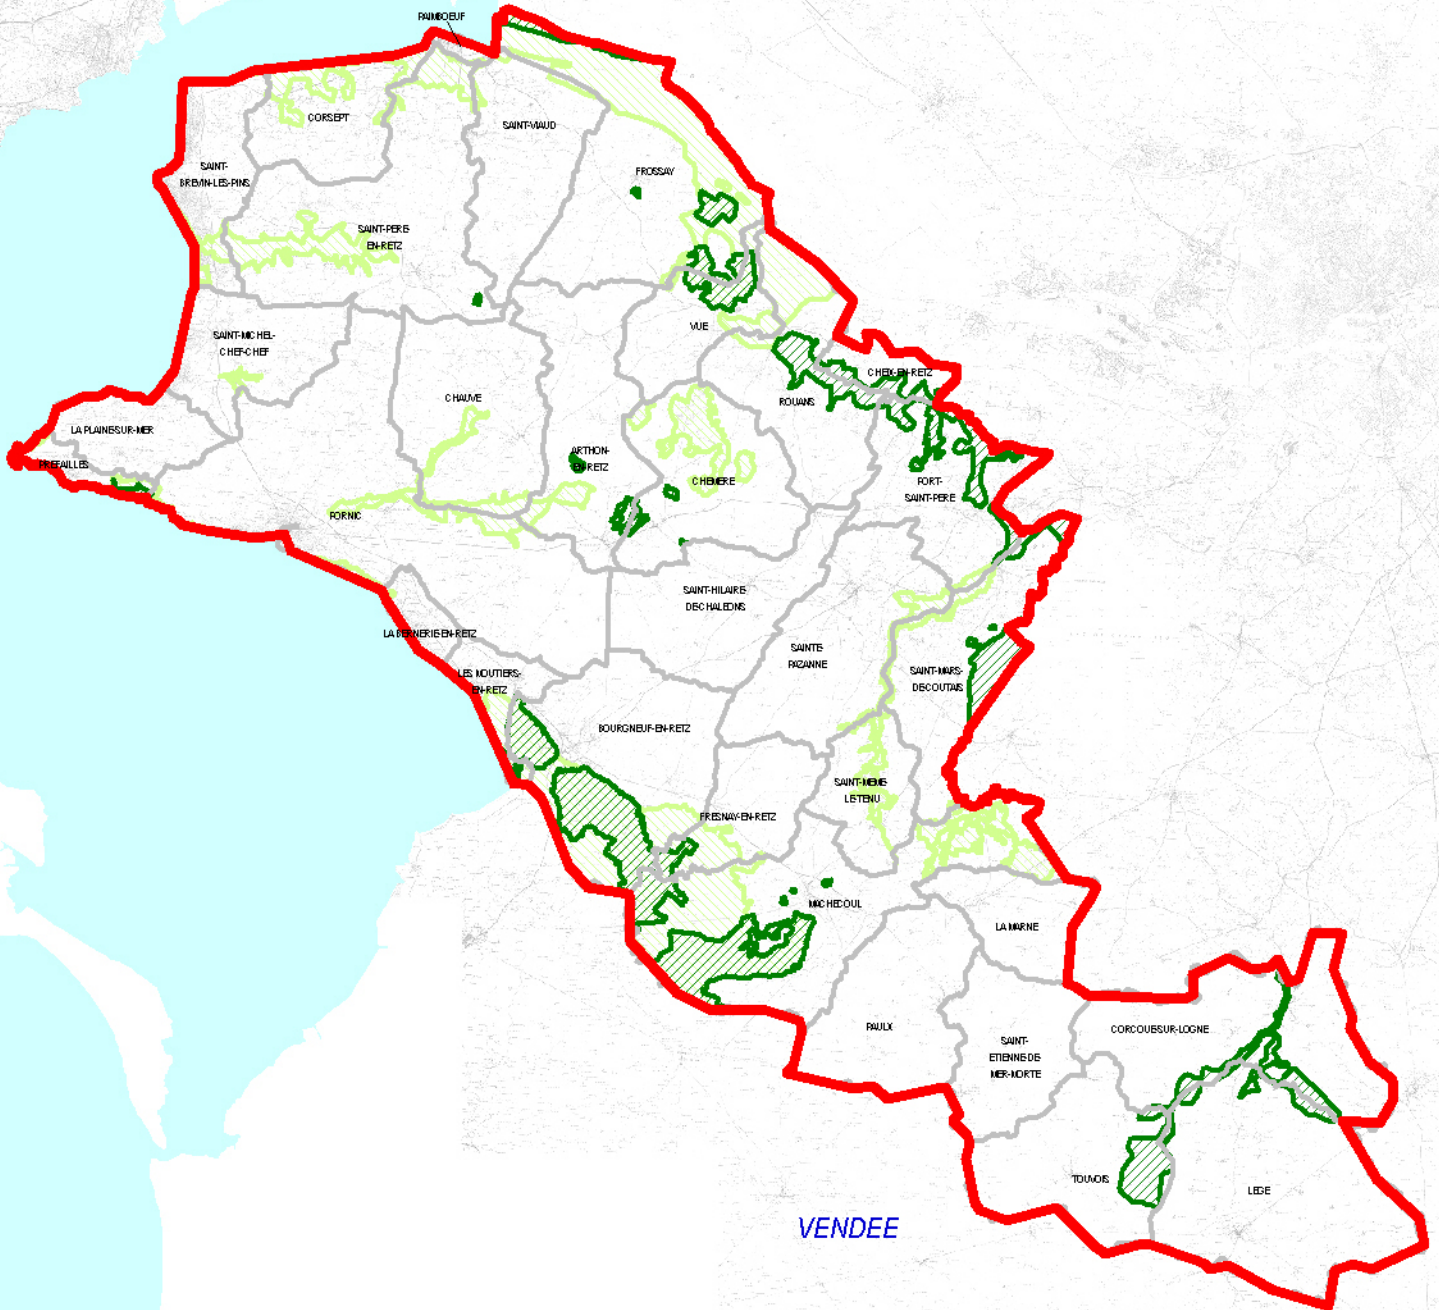 PAIMBOEUF
CORSEPT
SAINT-VIAUD
SAINT-
BREVIN-LES-PINS
FROSSAY
SAINT-PERE-
EN-RETZ
SAINT-MICHEL-
CHEF-CHEF
VUE
CHEIX-EN-RETZ
CHAUVE
ROUANS
LA PLAINE-SUR-MER
PREFAILLES
ARTHON-
EN-RETZ
CHEMERE
PORT-
SAINT-PERE
PORNIC
SAINT-HILAIRE-
DE-CHALEONS
LA BERNERIE-EN-RETZ
SAINTE-
PAZANNE
LES MOUTIERS-
EN-RETZ
SAINT-MARS-
DE-COUTAIS
BOURGNEUF-EN-RETZ
SAINT-MEME-
LE-TENU
FRESNAY-EN-RETZ
MACHECOUL
LA MARNE
PAULX
SAINT-
ETIENNE-DE-
MER-MORTE
CORCOUE-SUR-LOGNE
TOUVOIS
LEGE
VENDEE